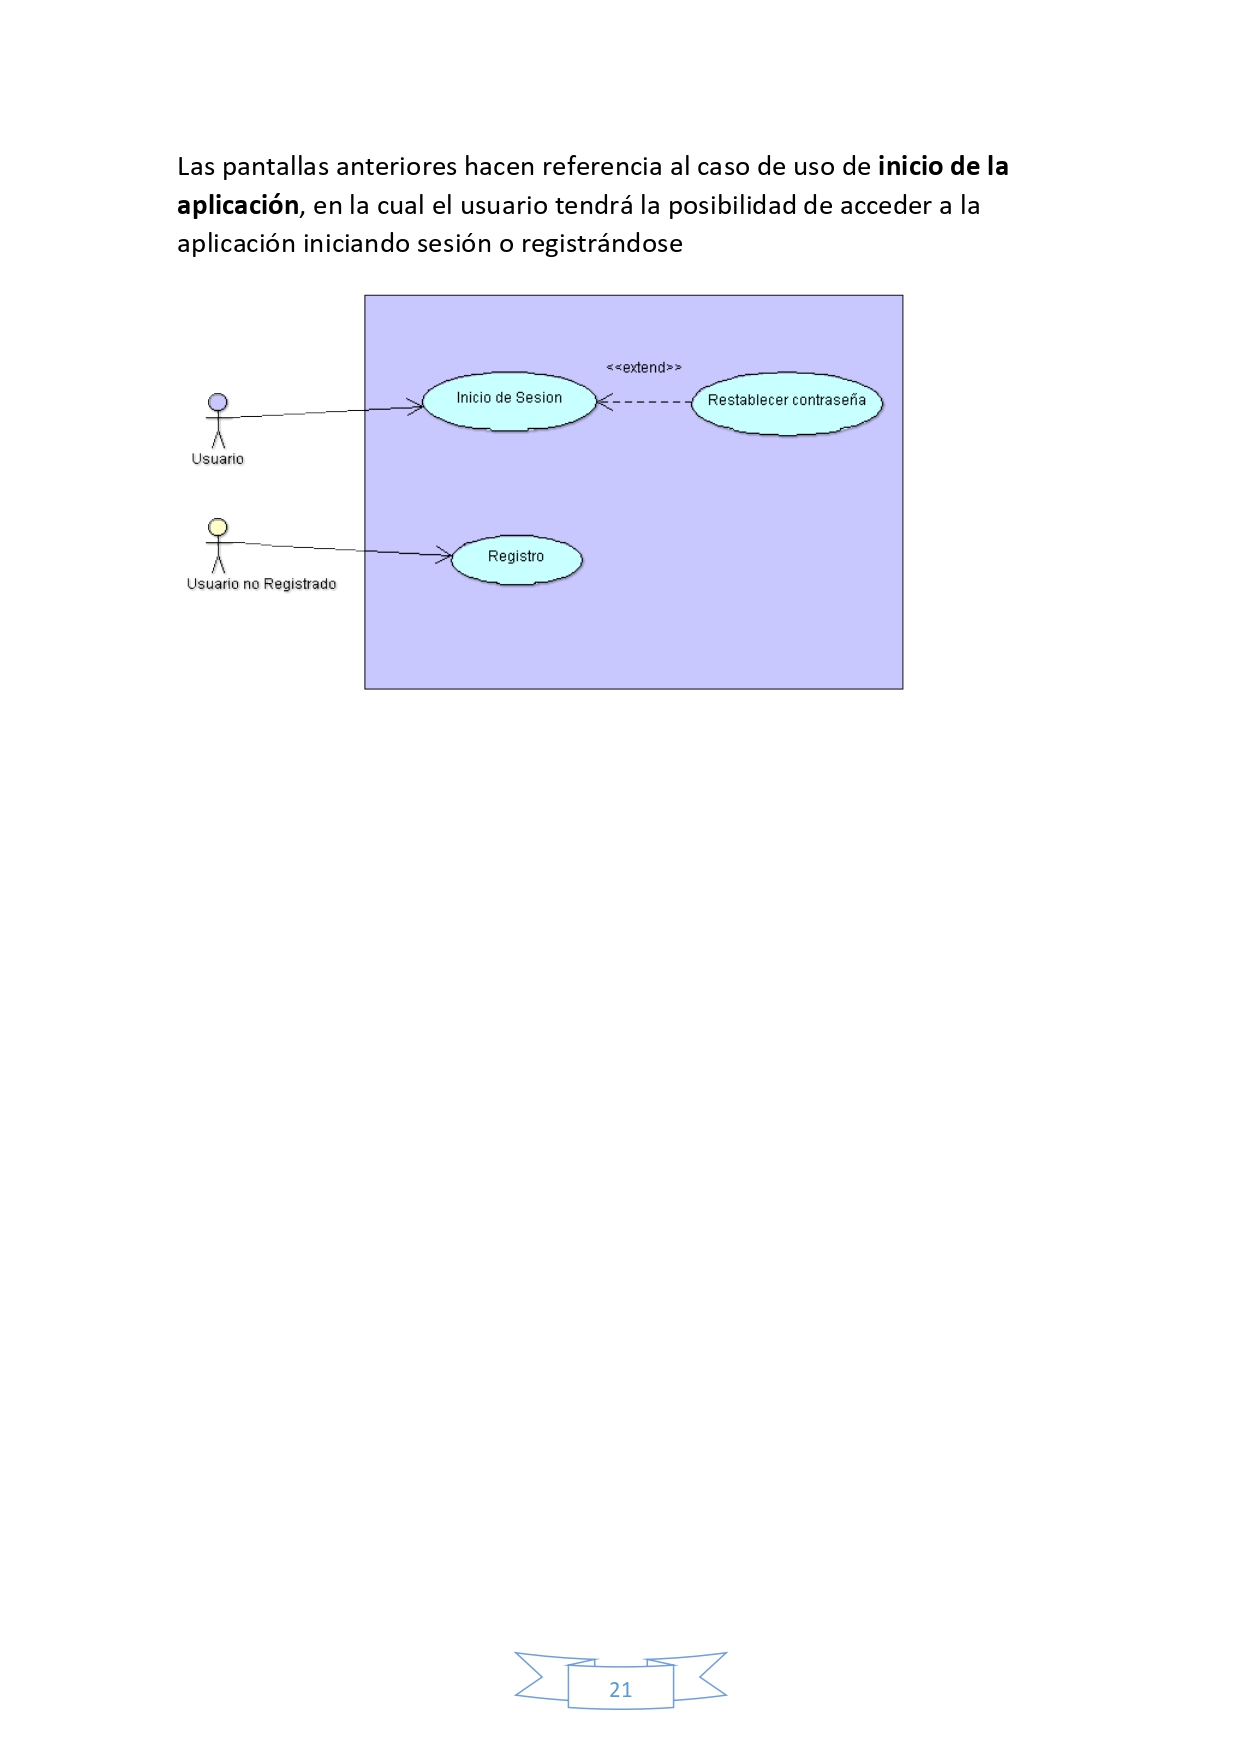 Las pantallas anteriores hacen referencia al caso de uso de inicio de la
aplicación, en la cual el usuario tendrá la posibilidad de acceder a la
aplicación iniciando sesión o registrándose
<<extend>>
Inicio de Sesion
Restablecer contraseña
Usuario
Registro
Usuario no Registrado
21